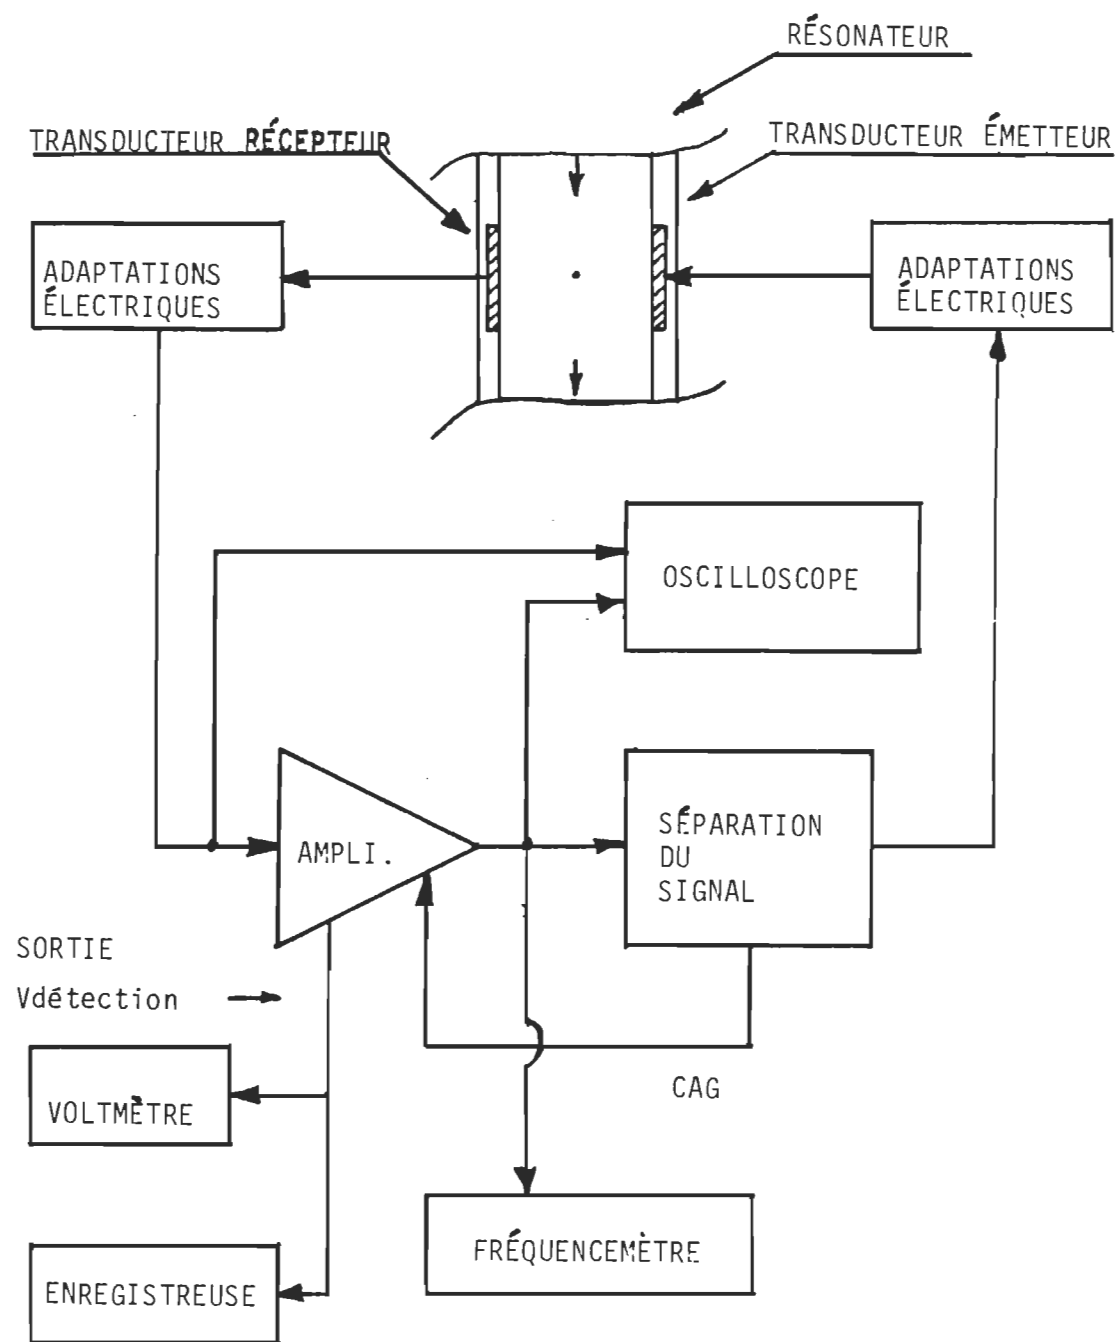 RÉSONATEUR
TRANSDUCTEUR RÉCEPTEUR
TRANSDUCTEUR ÉMETTEUR
ADAPTATIONS
ÉLECTRIQUES
ADAPTATIONS
ÉLECTRIQUES
OSCILLOSCOPE
AMPLI.
SÉPARATION
DU
SIGNAL
SORTIE
Vdétection
VOLTMÈTRE
CAG
FRÉQUENCEMÈTRE
ENREGISTREUSE